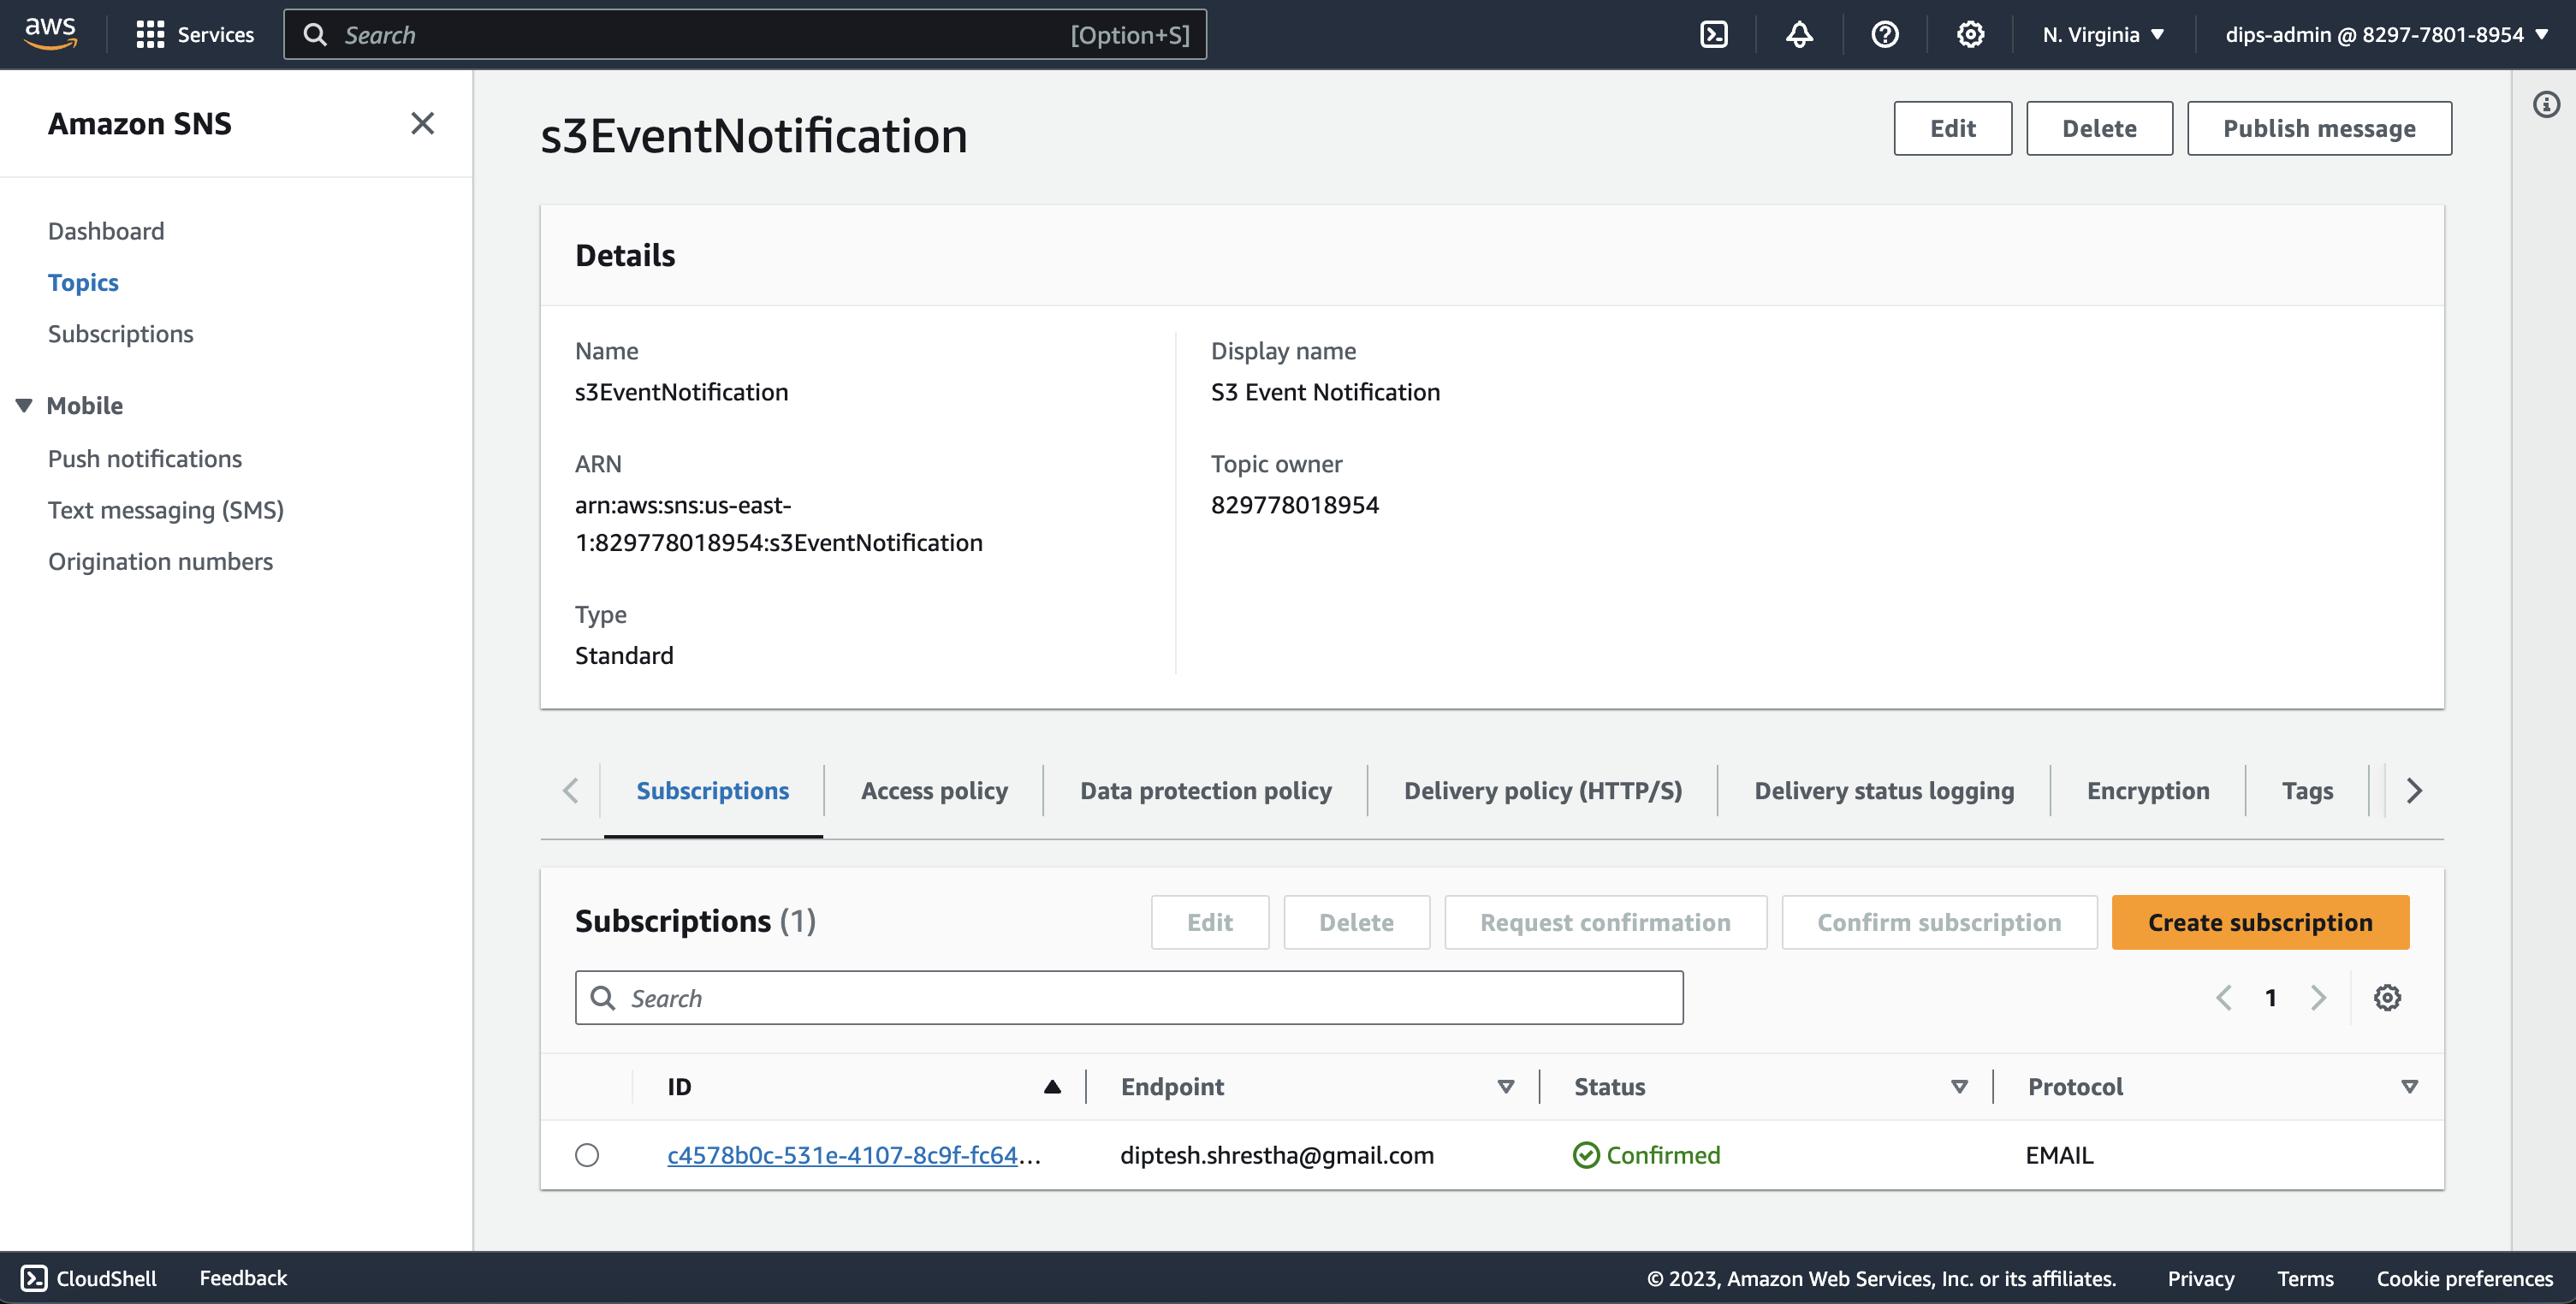 aws
Services
Search
[Option+S]
N. Virginia
dips-admin @ 8297-7801-8954
Amazon SNS
Dashboard
Topics
Subscriptions
Mobile
Push notifications
Text messaging (SMS)
Origination numbers
s3EventNotification
Edit
Delete
Publish message
Details
Name
s3EventNotification
ARN
arn:aws:sns:us-east-
1:829778018954:s3EventNotification
Type
Standard
Display name
S3 Event Notification
Topic owner
829778018954
Subscriptions
Access policy
Data protection policy
Delivery policy (HTTP/S)
Delivery status logging
Encryption
Tags
Subscriptions (1)
Edit
Delete
Request confirmation
Confirm subscription
Create subscription
Search
1
ID
Endpoint
Status
Protocol
c4578b0c-531e-4107-8c9f-fc64...
diptesh.shrestha@gmail.com
Confirmed
EMAIL
CloudShell
Feedback
© 2023, Amazon Web Services, Inc. or its affiliates.
Privacy
Terms
Cookie preferences